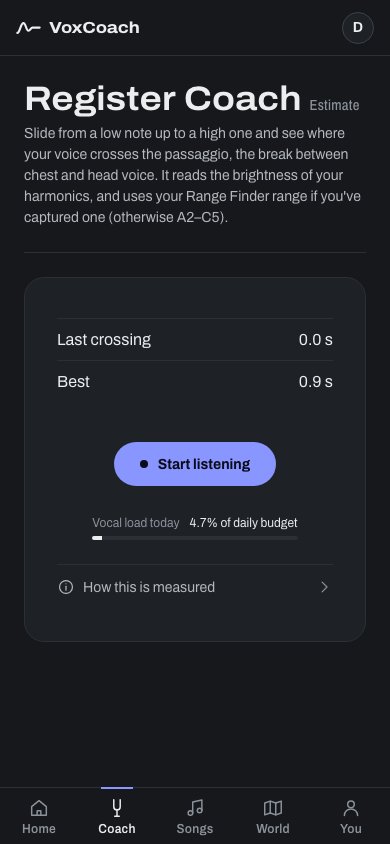 VoxCoach
D
Register Coach Estimate
Slide from a low note up to a high one and see where
your voice crosses the passaggio, the break between
chest and head voice. It reads the brightness of your
harmonics, and uses your Range Finder range if you've
captured one (otherwise A2–C5).
Last crossing 0.0 s
Best 0.9 s
Start listening
Vocal load today 4.7% of daily budget
How this is measured
Home Coach Songs World You